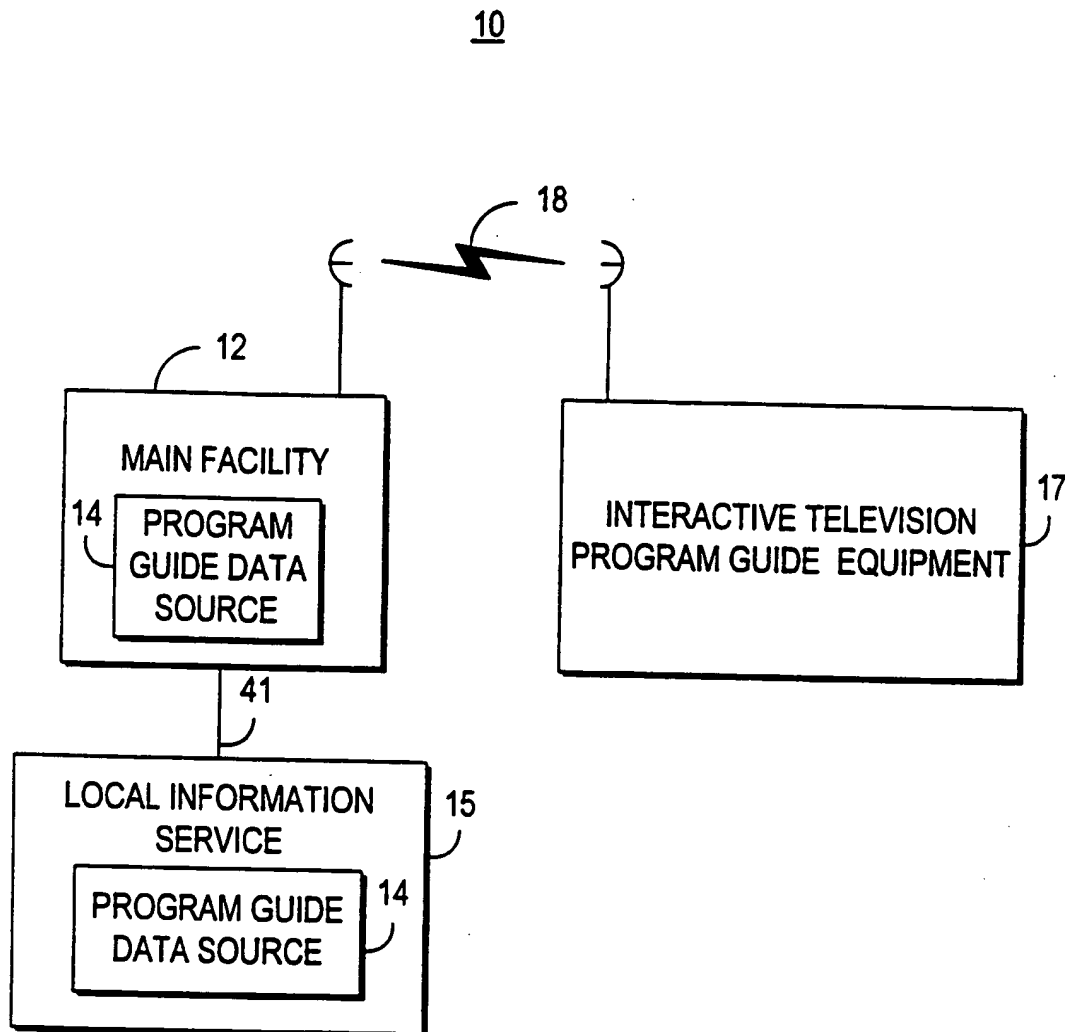 10
18
12
MAIN FACILITY
14
PROGRAM
GUIDE DATA
SOURCE
INTERACTIVE TELEVISION
PROGRAM GUIDE EQUIPMENT
17
41
LOCAL INFORMATION
SERVICE
15
PROGRAM GUIDE
DATA SOURCE
14